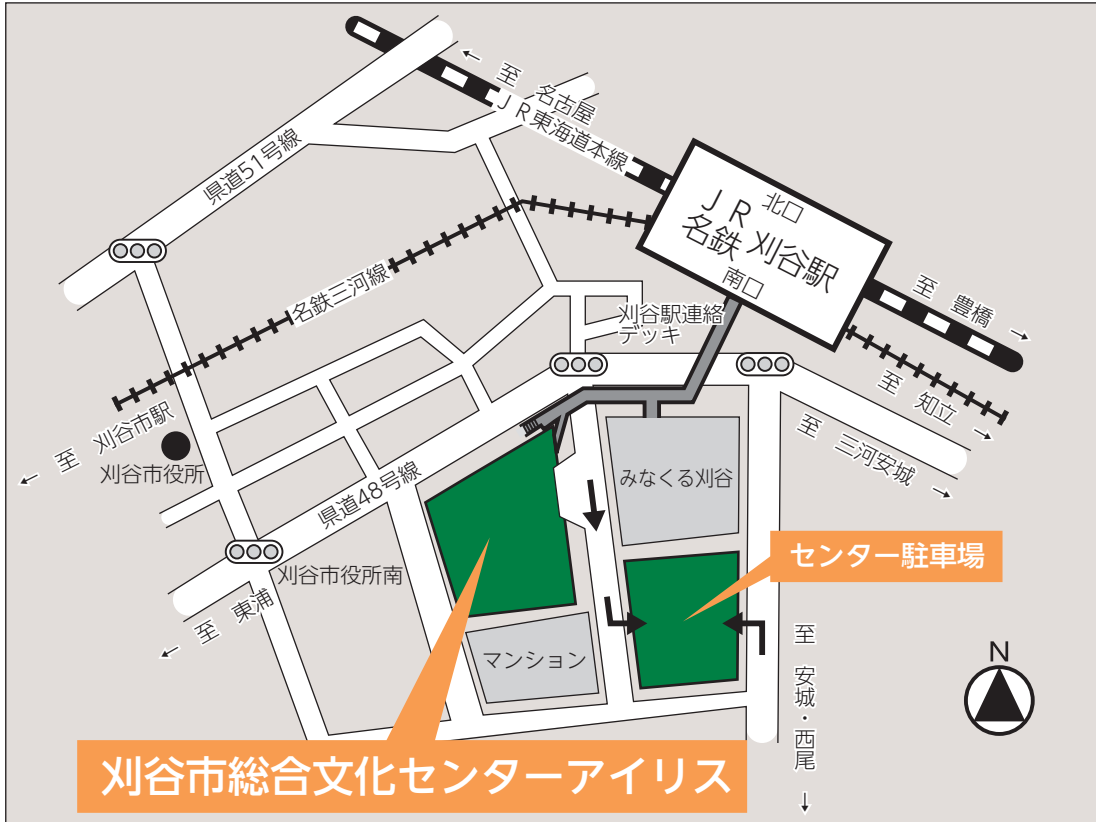 ← 至 名古屋
JR東海道本線
県道51号線
JR
名鉄 刈谷駅
北口
南口
名鉄三河線
至 豊橋 →
刈谷駅連絡
デッキ
至 知立 →
← 至 刈谷市駅
刈谷市役所
至 三河安城 →
みなくる刈谷
県道48号線
センター駐車場
刈谷市役所南
← 至 東浦
マンション
至 安城・西尾 →
N
刈谷市総合文化センターアイリス